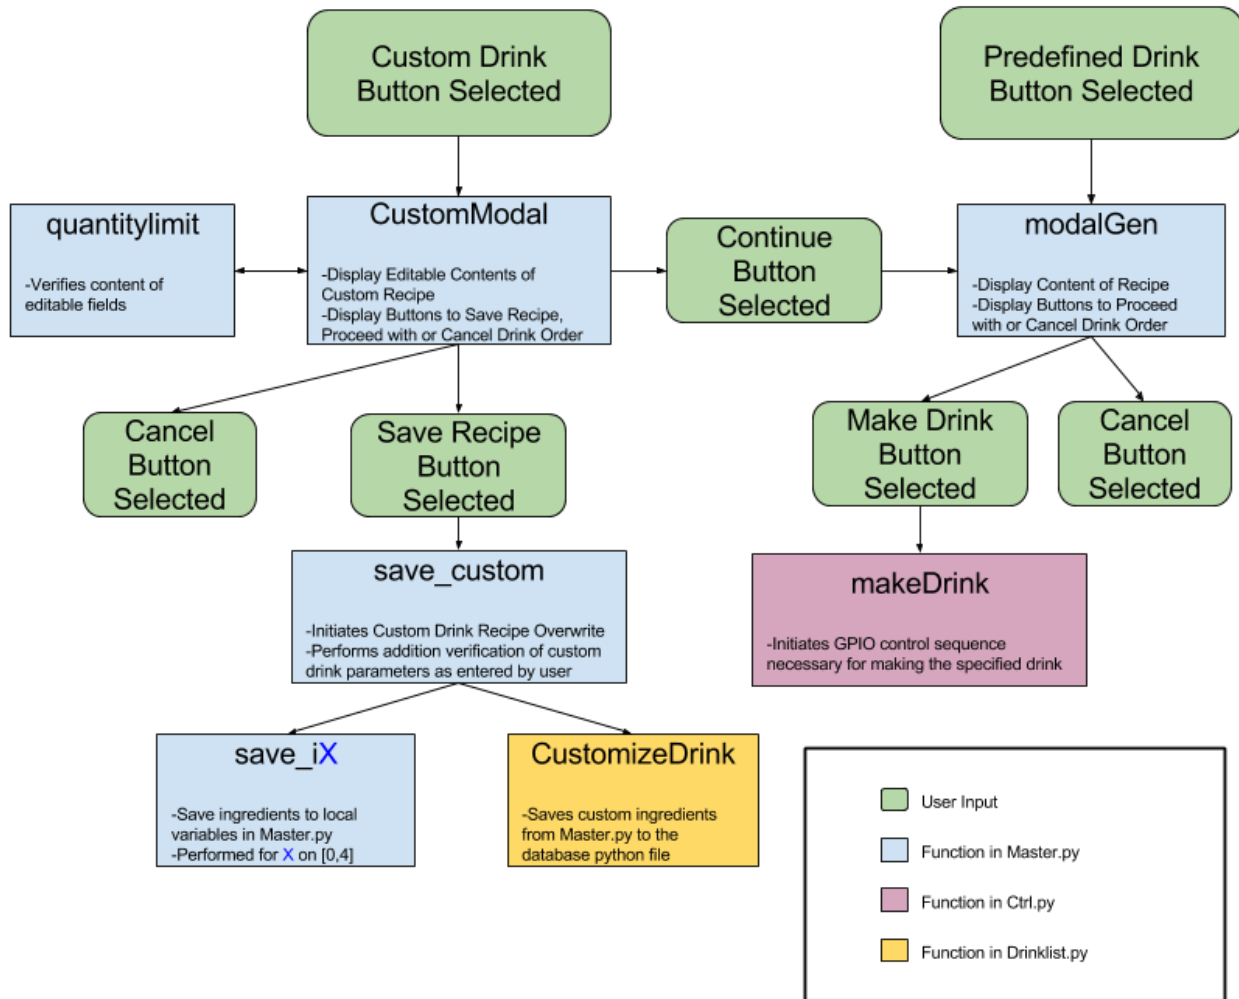 Custom Drink
Button Selected
Predefined Drink
Button Selected
quantitylimit
-Verifies content of
editable fields
CustomModal
-Display Editable Contents of
Custom Recipe
-Display Buttons to Save Recipe,
Proceed with or Cancel Drink Order
Continue
Button
Selected
modalGen
-Display Content of Recipe
-Display Buttons to Proceed
with or Cancel Drink Order
Cancel
Button
Selected
Save Recipe
Button
Selected
Make Drink
Button
Selected
Cancel
Button
Selected
save_custom
-Initiates Custom Drink Recipe Overwrite
-Performs addition verification of custom
drink parameters as entered by user
makeDrink
-Initiates GPIO control sequence
necessary for making the specified drink
save_iX
-Save ingredients to local
variables in Master.py
-Performed for X on [0,4]
CustomizeDrink
-Saves custom ingredients
from Master.py to the
database python file
User Input
Function in Master.py
Function in Ctrl.py
Function in Drinklist.py